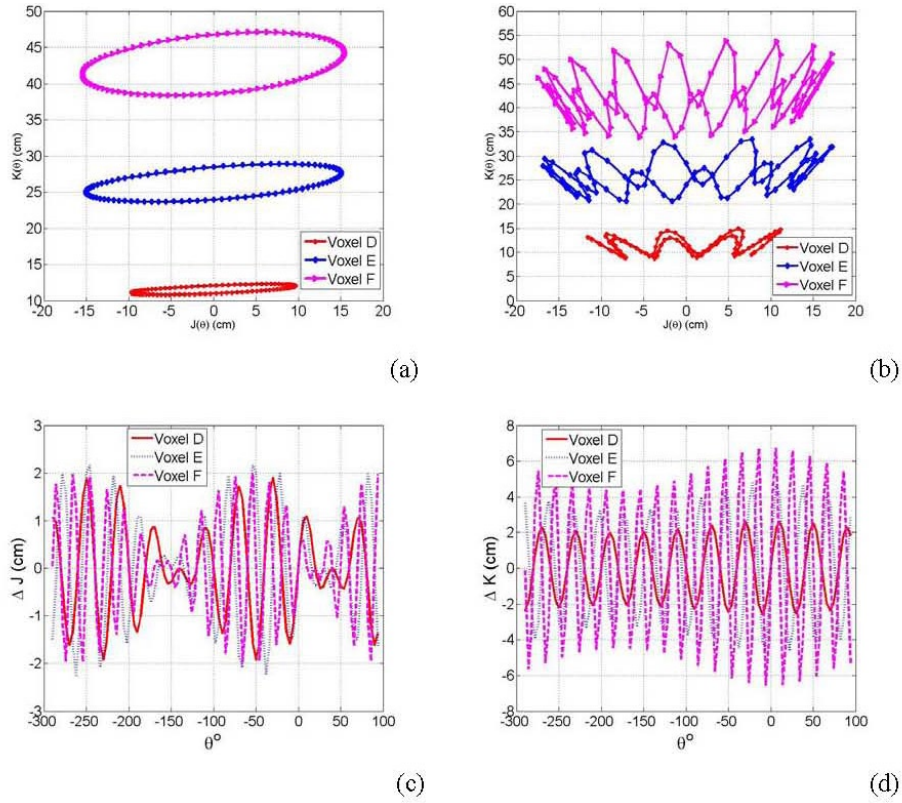 50
45
40
35
30
25
20
15
10
K(θ) (cm)
-20 -15 -10 -5 0 5 10 15 20
J(θ) (cm)
Voxel D
Voxel E
Voxel F
(a)
60
55
50
45
40
35
30
25
20
15
10
5
0
K(θ) (cm)
-20 -15 -10 -5 0 5 10 15 20
J(θ) (cm)
Voxel D
Voxel E
Voxel F
(b)
3
2
1
0
-1
-2
-3
Δ J (cm)
-300 -250 -200 -150 -100 -50 0 50 100
θ°
Voxel D
Voxel E
Voxel F
(c)
8
6
4
2
0
-2
-4
-6
-8
Δ K (cm)
-300 -250 -200 -150 -100 -50 0 50 100
θ°
Voxel D
Voxel E
Voxel F
(d)